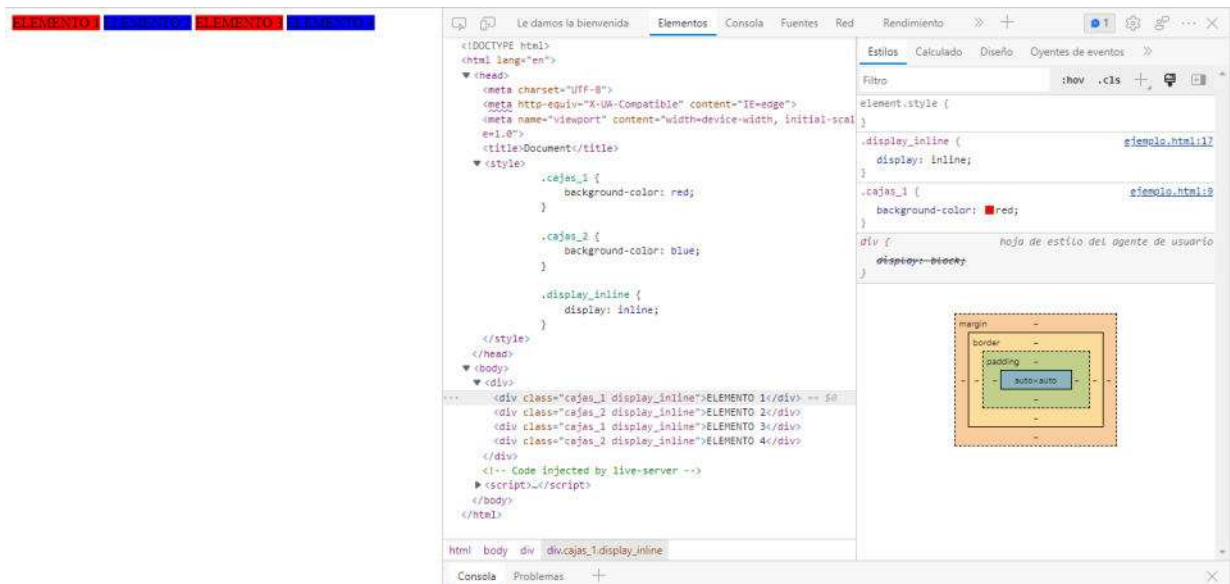 ELEMENTO 1 ELEMENTO 2 ELEMENTO 3 ELEMENTO 4
Le damos la bienvenida Elementos Consola Fuentes Red Rendimiento » + 1 ⋯ ×
<!DOCTYPE html>
<html lang="en">
▼ <head>
<meta charset="UTF-8">
<meta http-equiv="X-UA-Compatible" content="IE=edge">
<meta name="viewport" content="width=device-width, initial-scal
e=1.0">
<title>Document</title>
▼ <style>
.cajas_1 {
background-color: red;
}
.cajas_2 {
background-color: blue;
}
.display_inline {
display: inline;
}
</style>
</head>
▼ <body>
▼ <div>
··· <div class="cajas_1 display_inline">ELEMENTO 1</div> == $0
<div class="cajas_2 display_inline">ELEMENTO 2</div>
<div class="cajas_1 display_inline">ELEMENTO 3</div>
<div class="cajas_2 display_inline">ELEMENTO 4</div>
</div>
<!-- Code injected by live-server -->
▶ <script>…</script>
</body>
</html>
html body div div.cajas_1.display_inline
Consola Problemas +
Estilos Calculado Diseño Oyentes de eventos »
Filtro :hov .cls +
element.style {
}
.display_inline { ejemplo.html:17
display: inline;
}
.cajas_1 { ejemplo.html:9
background-color: red;
}
div { hoja de estilo del agente de usuario
display: block;
}
margin -
border -
padding -
- - - auto×auto - - -
-
-
-